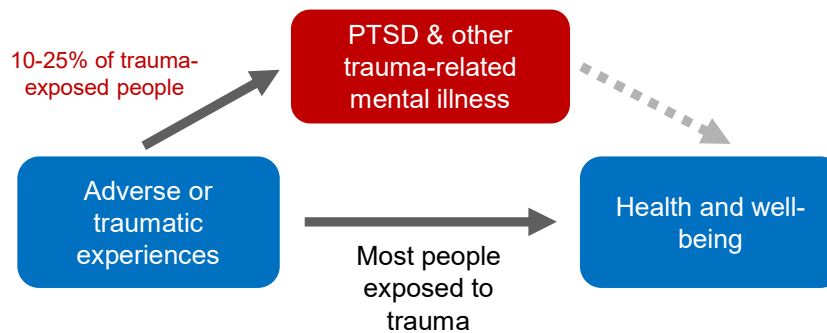 10-25% of trauma-
exposed people
PTSD & other
trauma-related
mental illness
Adverse or
traumatic
experiences
Most people
exposed to
trauma
Health and well-
being